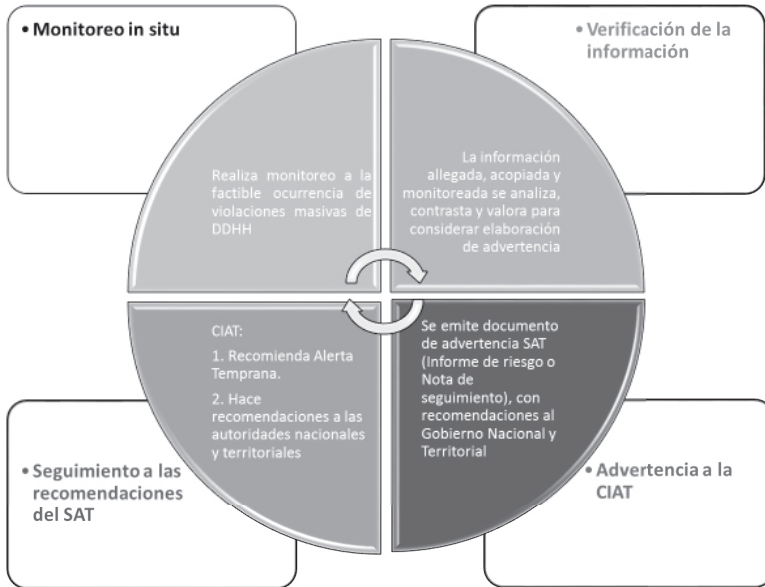 • Monitoreo in situ
• Verificación de la
información
Realiza monitoreo a la
factible ocurrencia de
violaciones masivas de
DDHH
La información
allegada, acopiada y
monitoreada se analiza,
contrasta y valora para
considerar elaboración
de advertencia
CIAT:
1. Recomienda Alerta
Temprana.
2. Hace
recomendaciones a las
autoridades nacionales
y territoriales
Se emite documento
de advertencia SAT
(Informe de riesgo o
Nota de
seguimiento), con
recomendaciones al
Gobierno Nacional y
Territorial
• Seguimiento a las
recomendaciones
del SAT
• Advertencia a la
CIAT